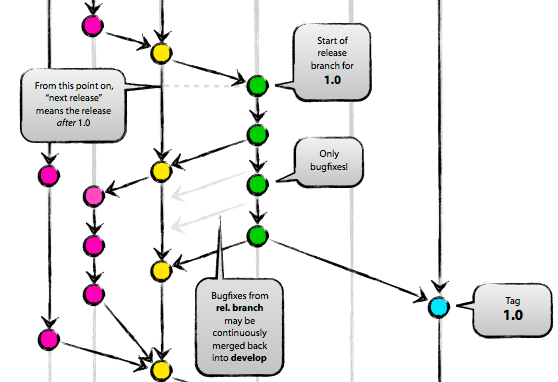 Start of
release
branch for
1.0
From this point on,
“next release”
means the release
after 1.0
Only
bugfixes!
Bugfixes from
rel. branch
may be
continuously
merged back
into develop
Tag
1.0